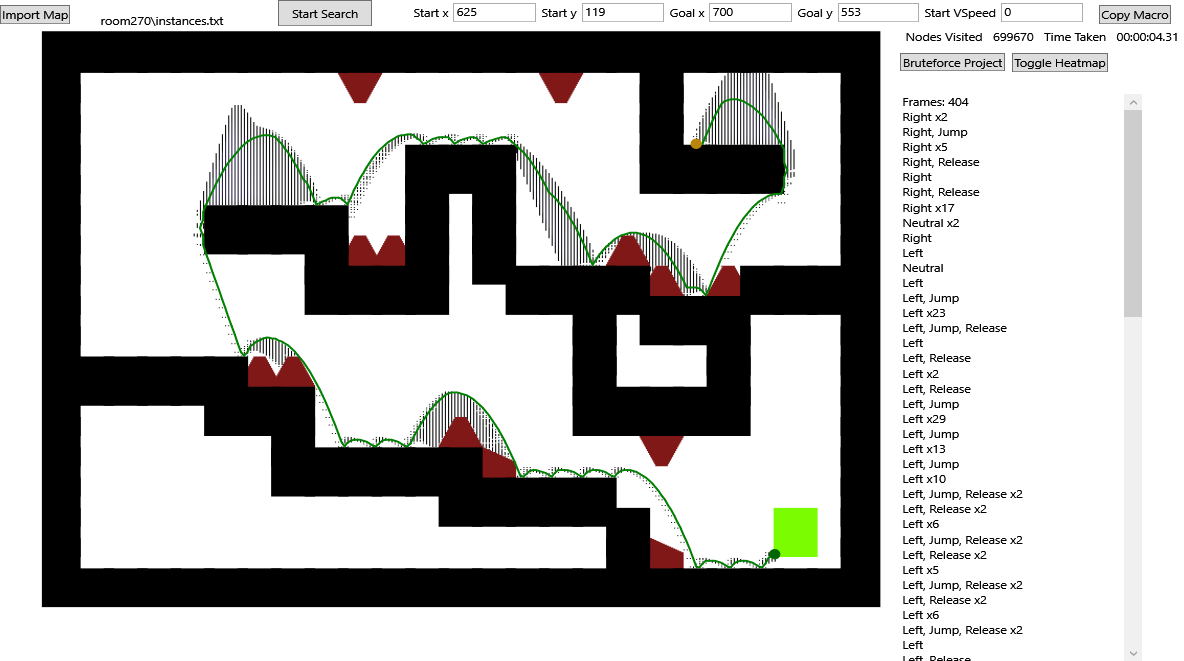 Import Map
room270\instances.txt
Start Search
Start x 625 Start y 119 Goal x 700 Goal y 553 Start VSpeed 0
Copy Macro
Nodes Visited 699670 Time Taken 00:00:04.31
Bruteforce Project Toggle Heatmap
Frames: 404
Right x2
Right, Jump
Right x5
Right, Release
Right
Right, Release
Right x17
Neutral x2
Right
Left
Neutral
Left
Left, Jump
Left x23
Left, Jump, Release
Left
Left, Release
Left x2
Left, Release
Left, Jump
Left x29
Left, Jump
Left x13
Left, Jump
Left x10
Left, Jump, Release x2
Left, Release x2
Left x6
Left, Jump, Release x2
Left, Release x2
Left x5
Left, Jump, Release x2
Left, Release x2
Left x6
Left, Jump, Release x2
Left
Left, Release